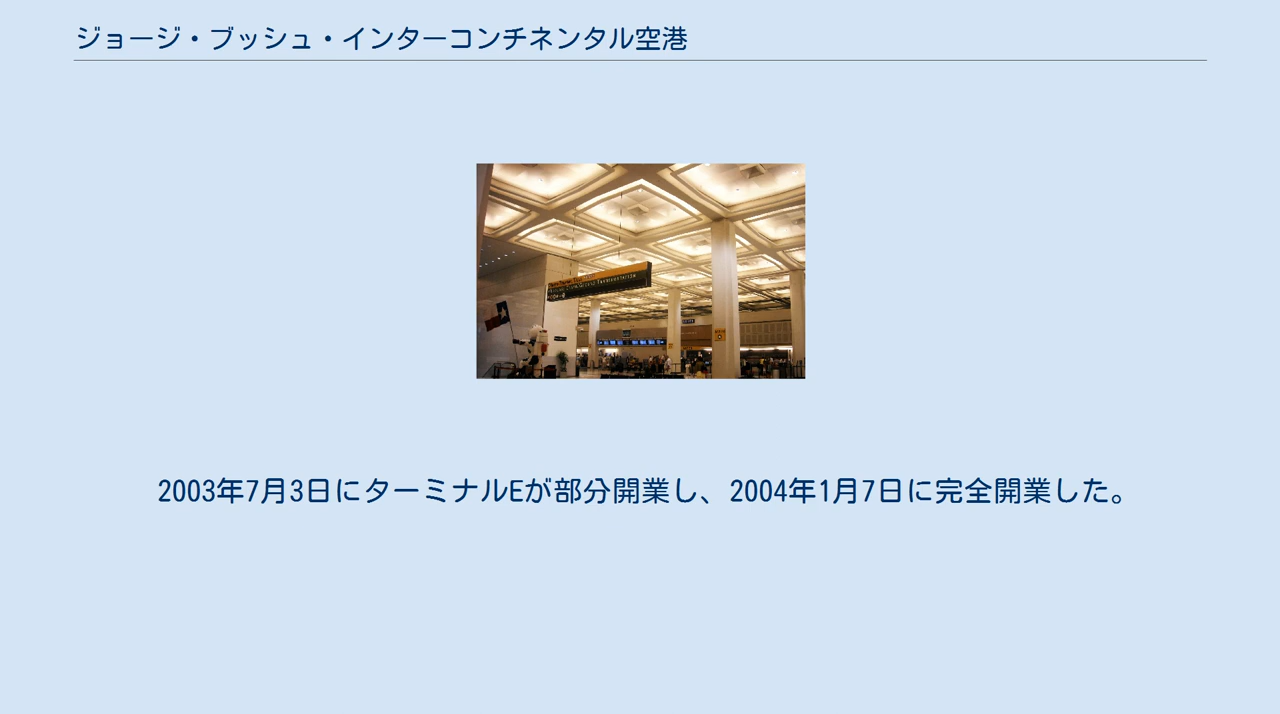 ジョージ・ブッシュ・インターコンチネンタル空港
2003年7月3日にターミナルEが部分開業し、2004年1月7日に完全開業した。